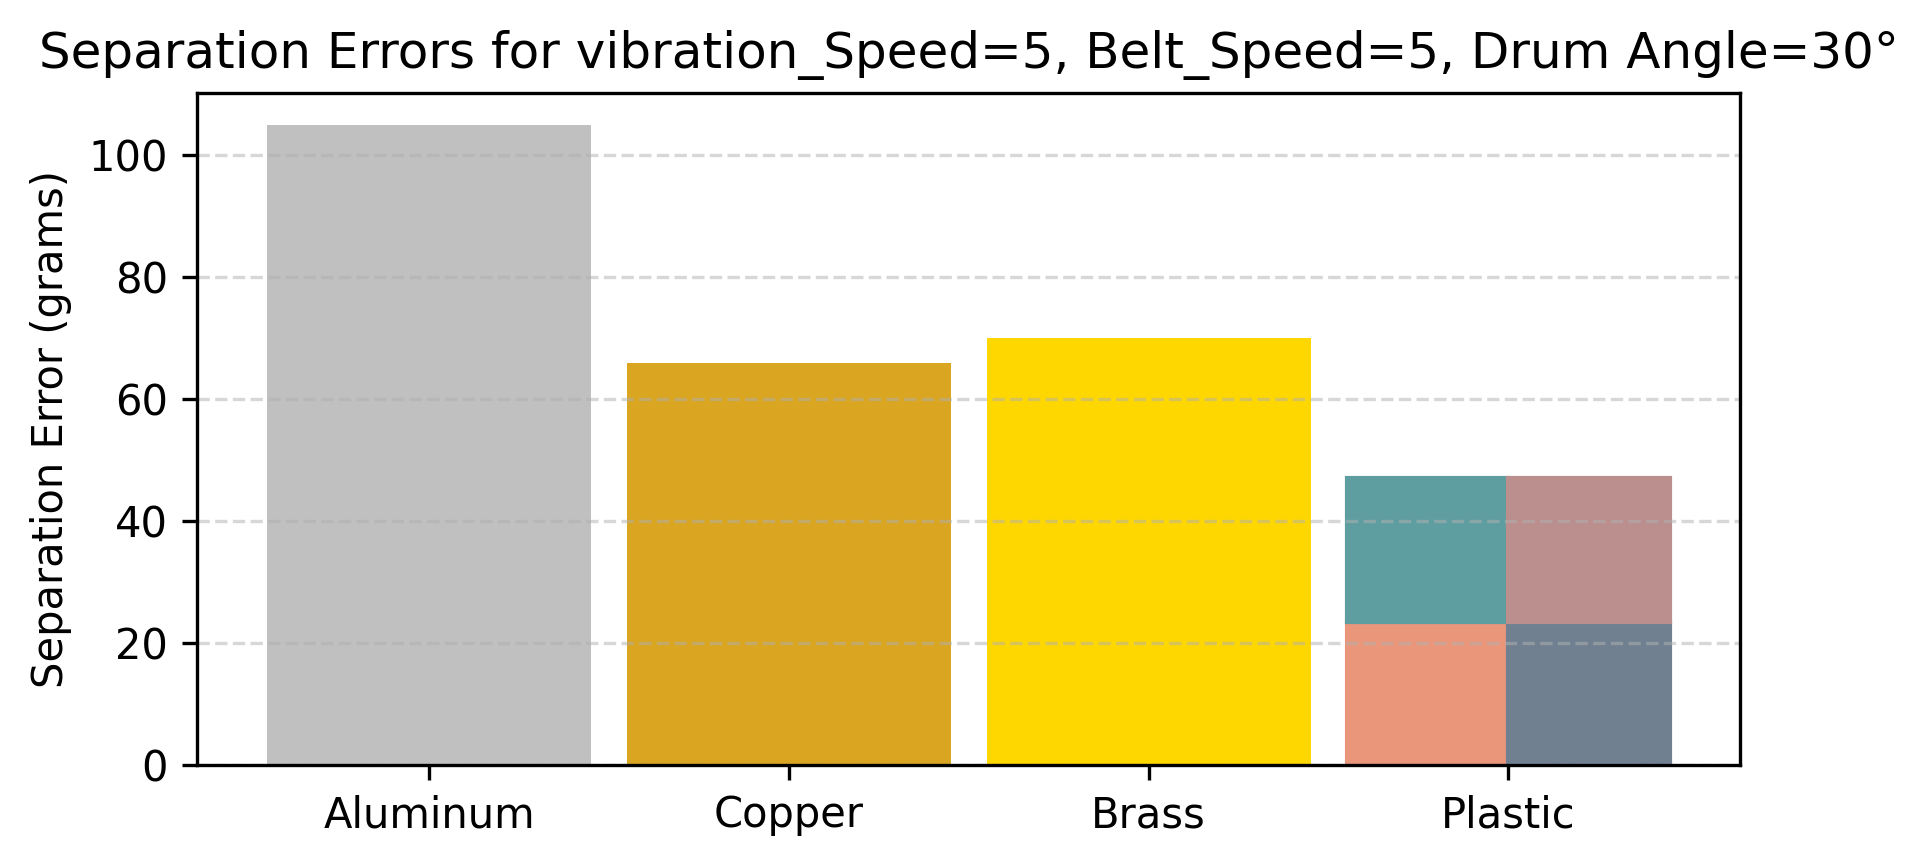 Separation Errors for vibration_Speed=5, Belt_Speed=5, Drum Angle=30°
Separation Error (grams)
100
80
60
40
20
0
Aluminum
Copper
Brass
Plastic